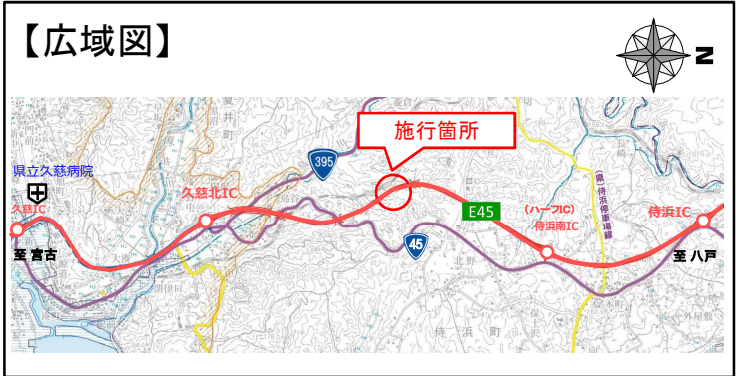 【広域図】
N
施行箇所
395
県立久慈病院
久慈IC
久慈北IC
E45
(ハーフIC)
侍浜南IC
(県)侍浜停車場線
侍浜IC
至 宮古
45
至 八戸
北野
侍浜町